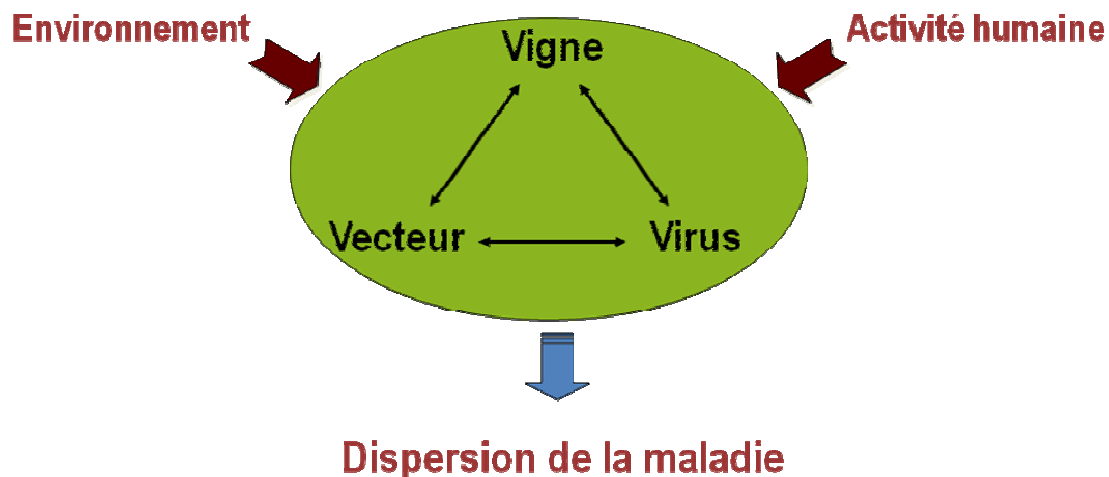 Environnement
Activité humaine
Vigne
Vecteur
Virus
Dispersion de la maladie